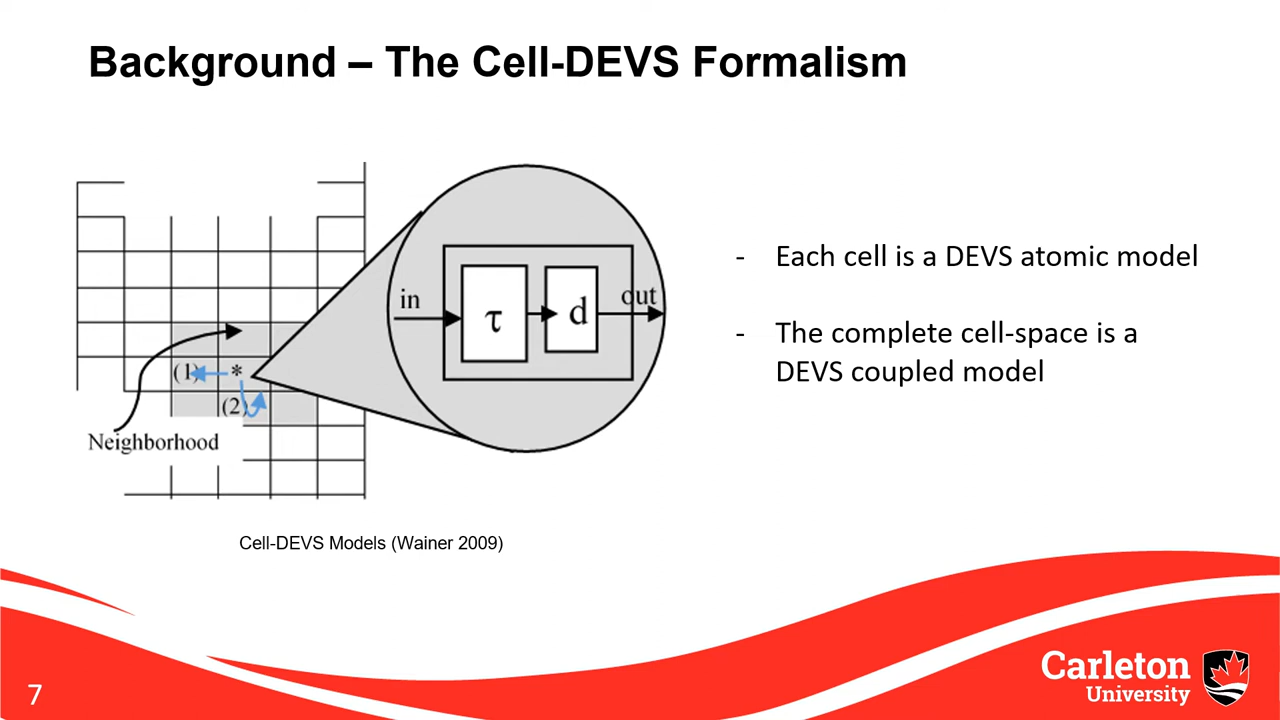 Background – The Cell-DEVS Formalism
in
τ
d
out
(1)
*
(2)
Neighborhood
Cell-DEVS Models (Wainer 2009)
- Each cell is a DEVS atomic model
- The complete cell-space is a
DEVS coupled model
7
Carleton
University